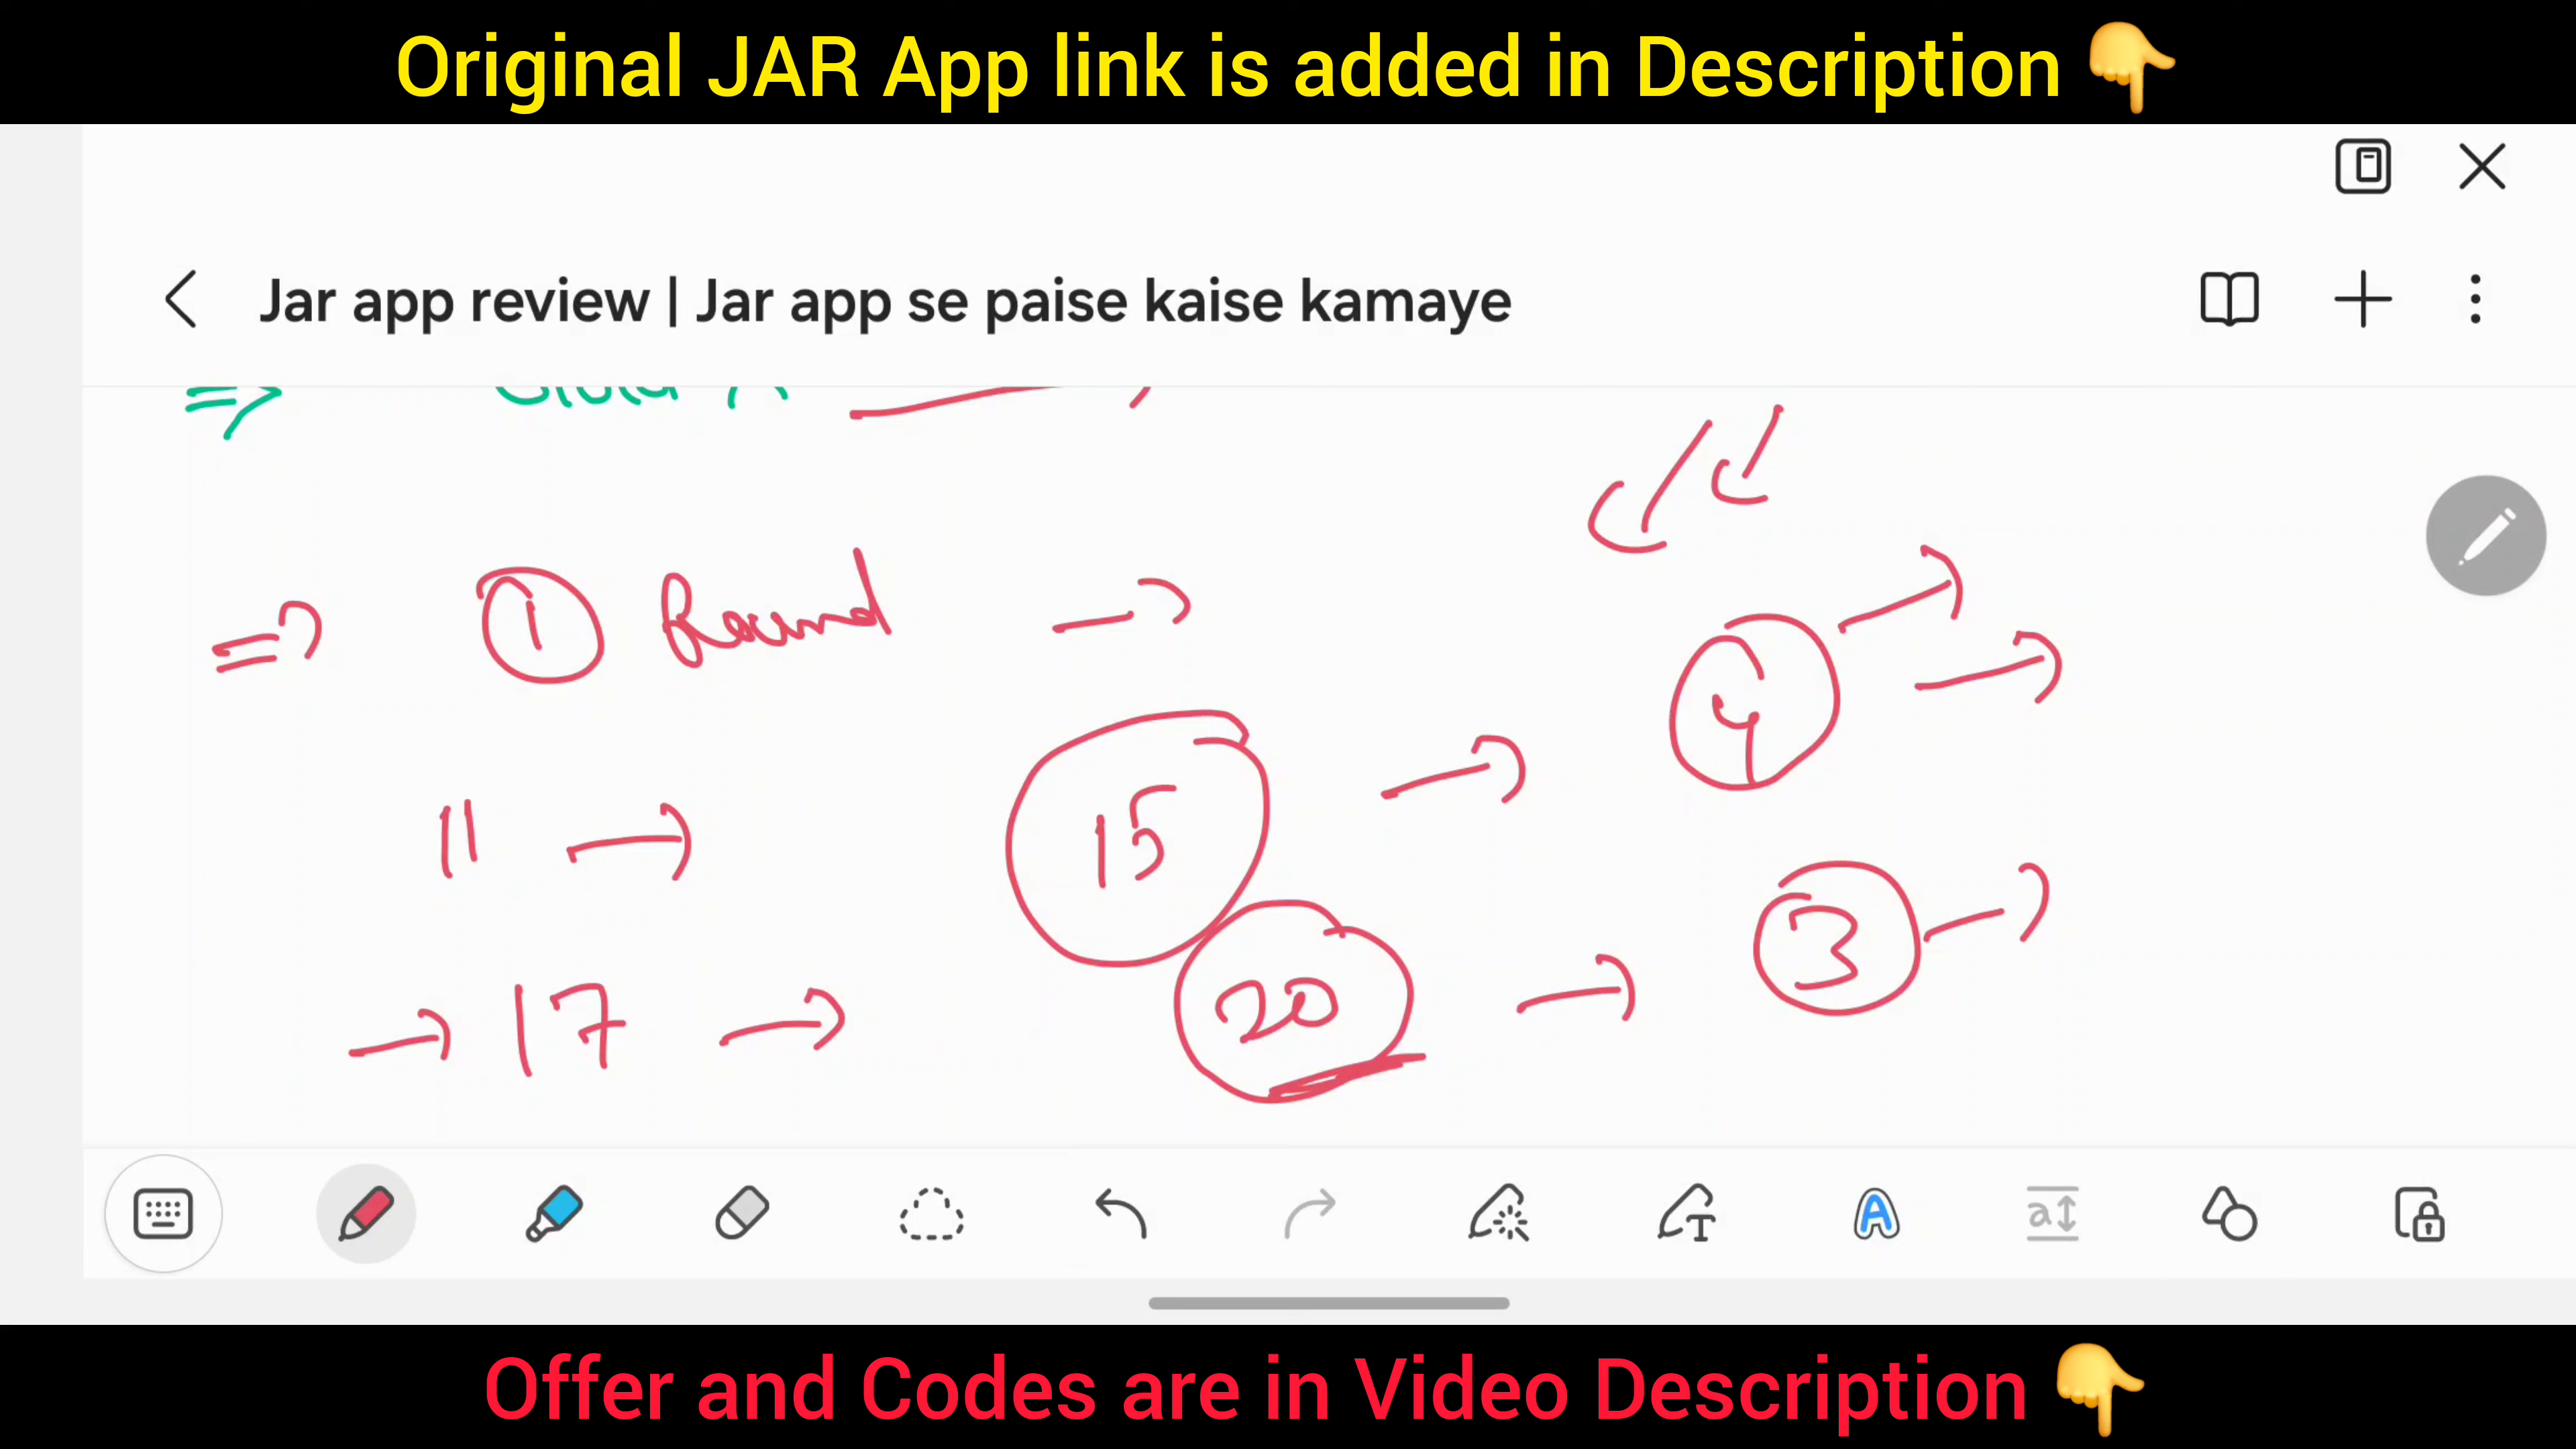 Original JAR App link is added in Description 👇
Jar app review | Jar app se paise kaise kamaye
⇒ ① Round →
11 → 15 → 4 →
→ 17 → 20 → 3 →
Offer and Codes are in Video Description 👇